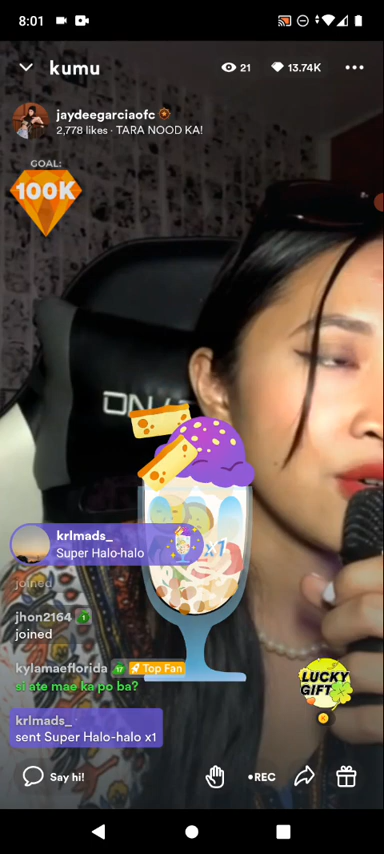 8:01
kumu
21
13.74K
jaydeegarciaofc
2,778 likes · TARA NOOD KA!
GOAL:
100K
krlmads_
Super Halo-halo
x1
joined
jhon2164 1
joined
kylamaeflorida 17 Top Fan
si ate mae ka po ba?
LUCKY
GIFT
krlmads_
sent Super Halo-halo x1
Say hi!
•REC